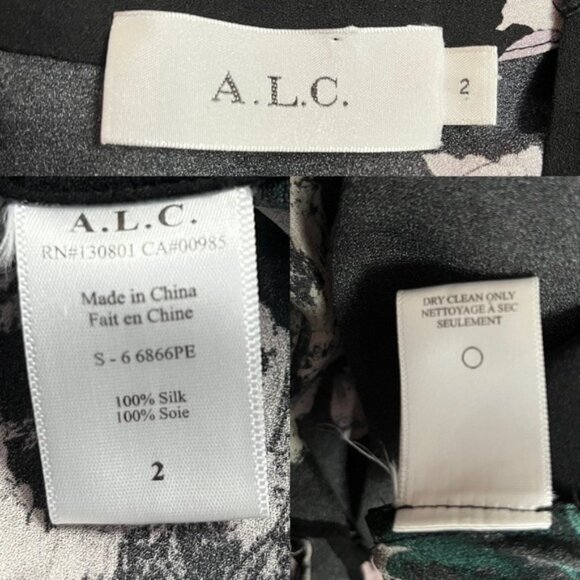 A.L.C.
2
A.L.C.
RN#130801 CA#00985
Made in China
Fait en Chine
S - 6 6866PE
100% Silk
100% Soie
2
DRY CLEAN ONLY
NETTOYAGE À SEC
SEULEMENT